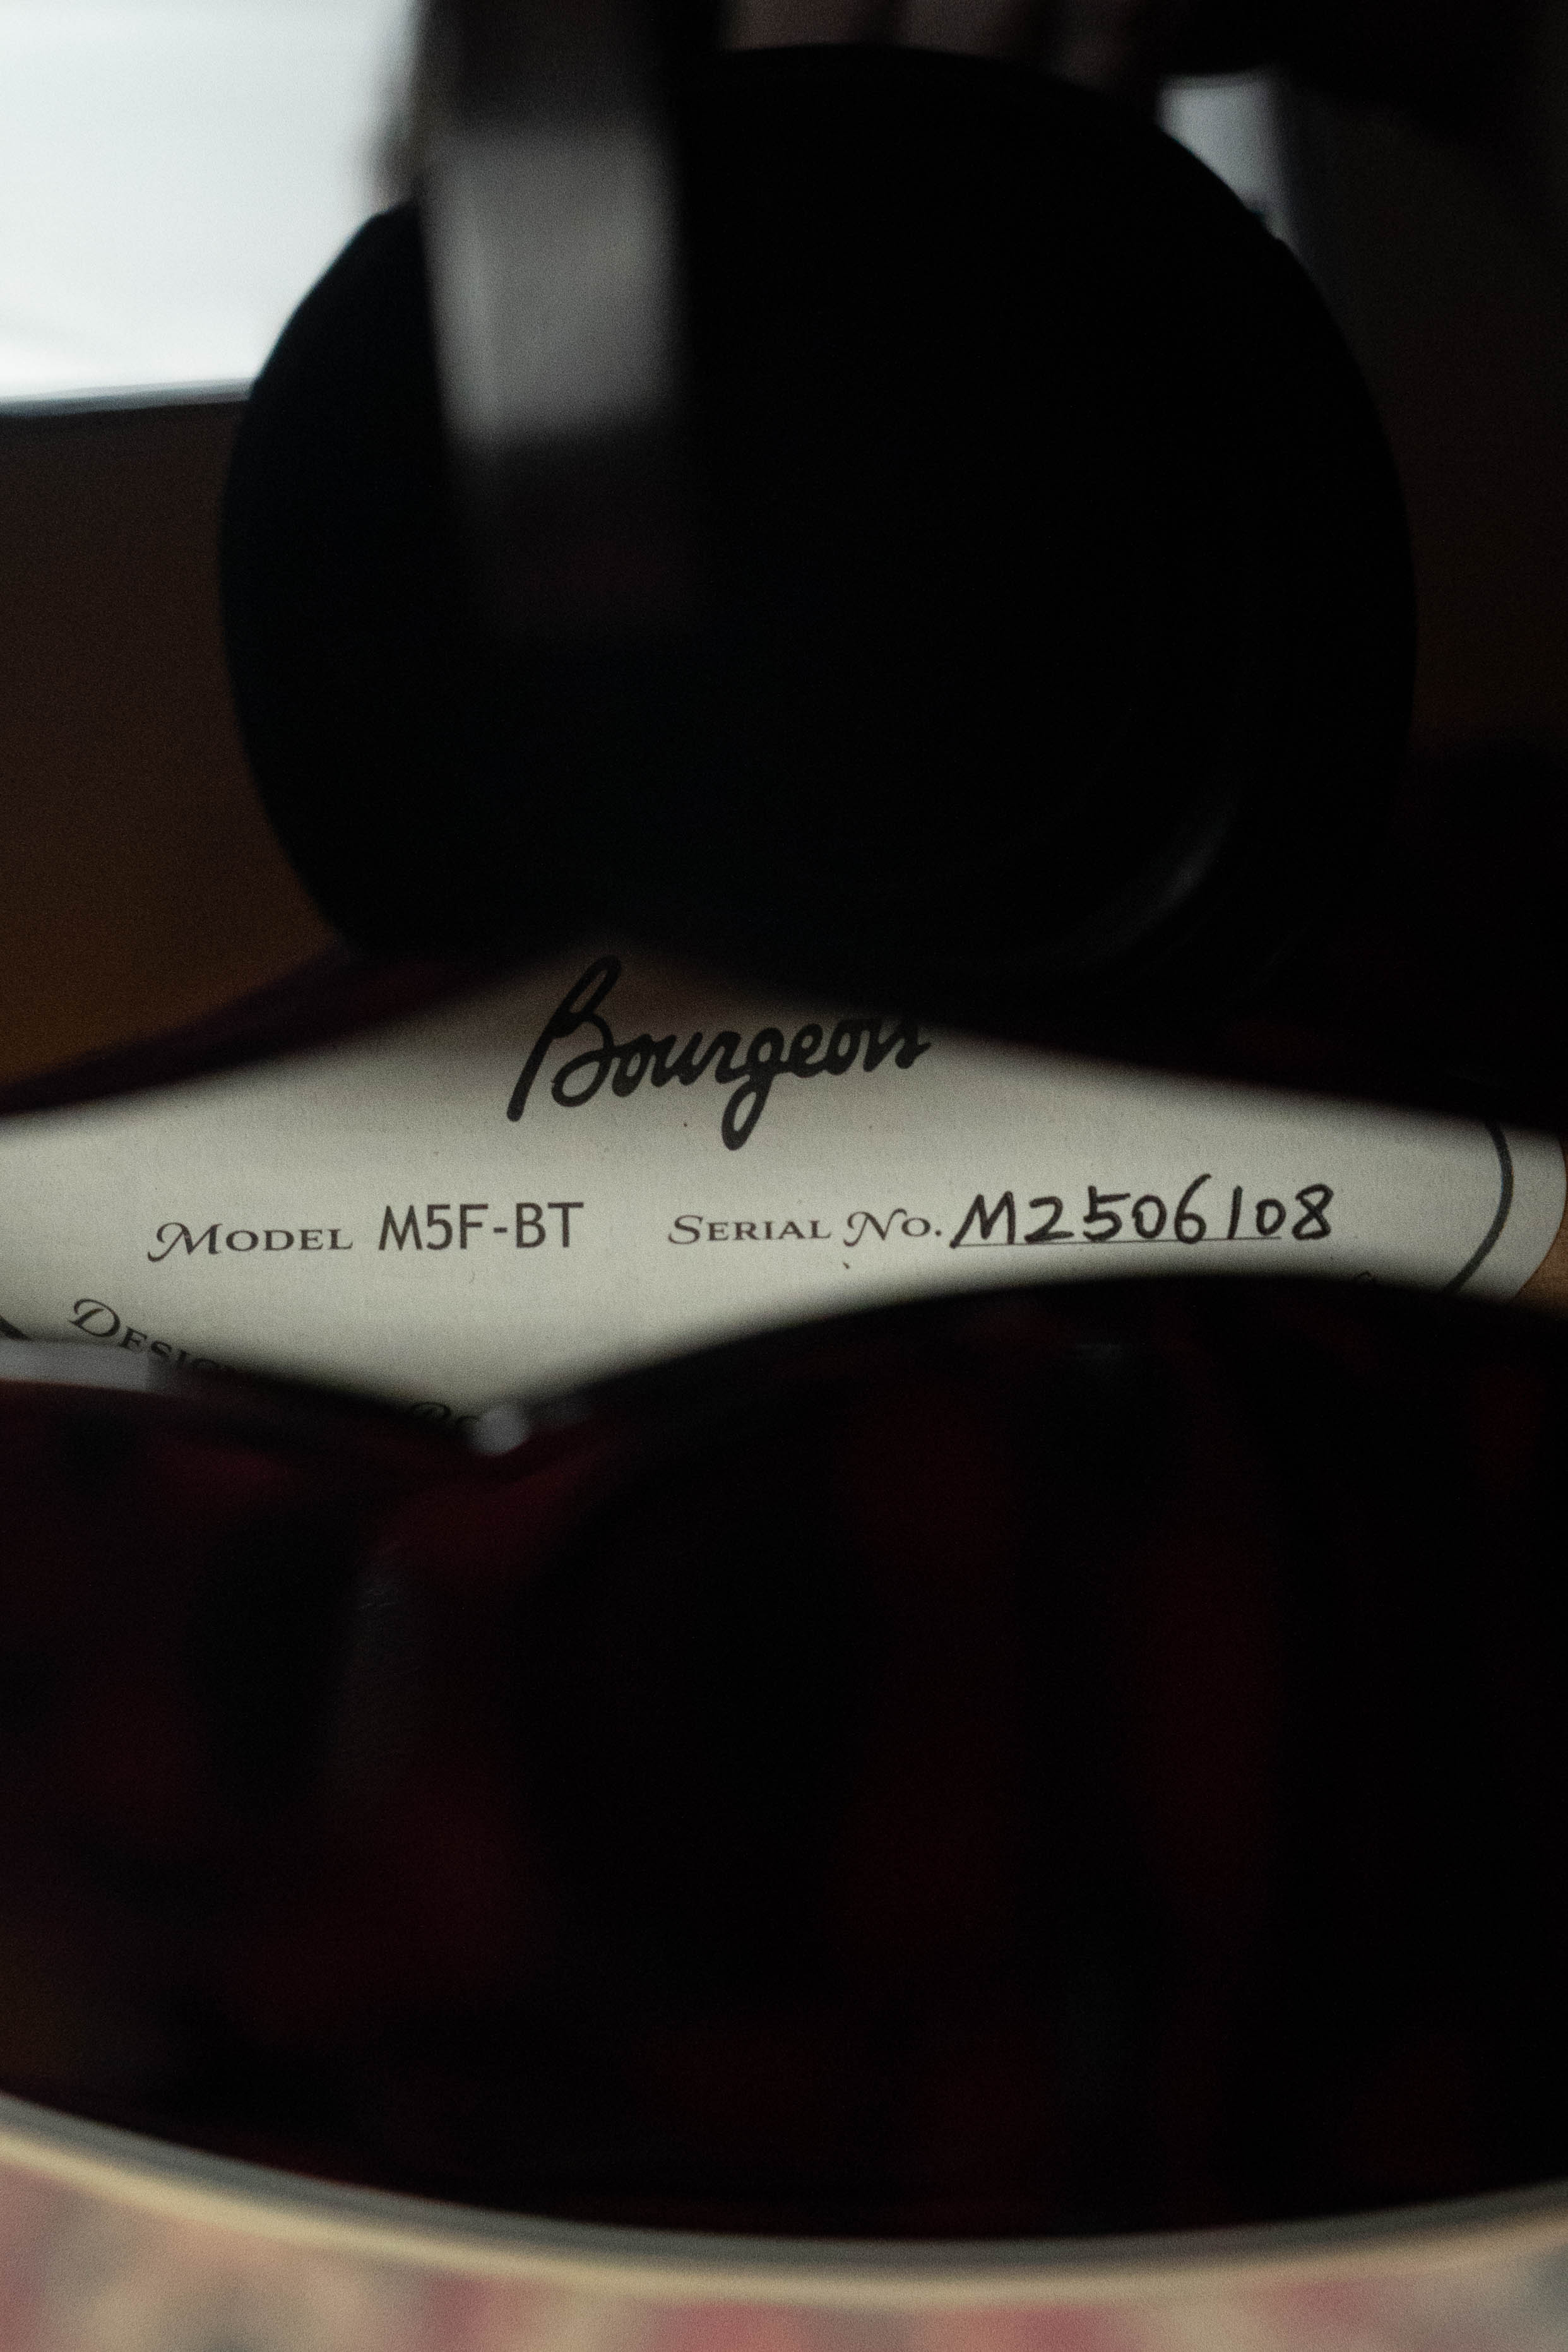 Bourgeois
MODEL M5F-BT SERIAL NO. M2506108